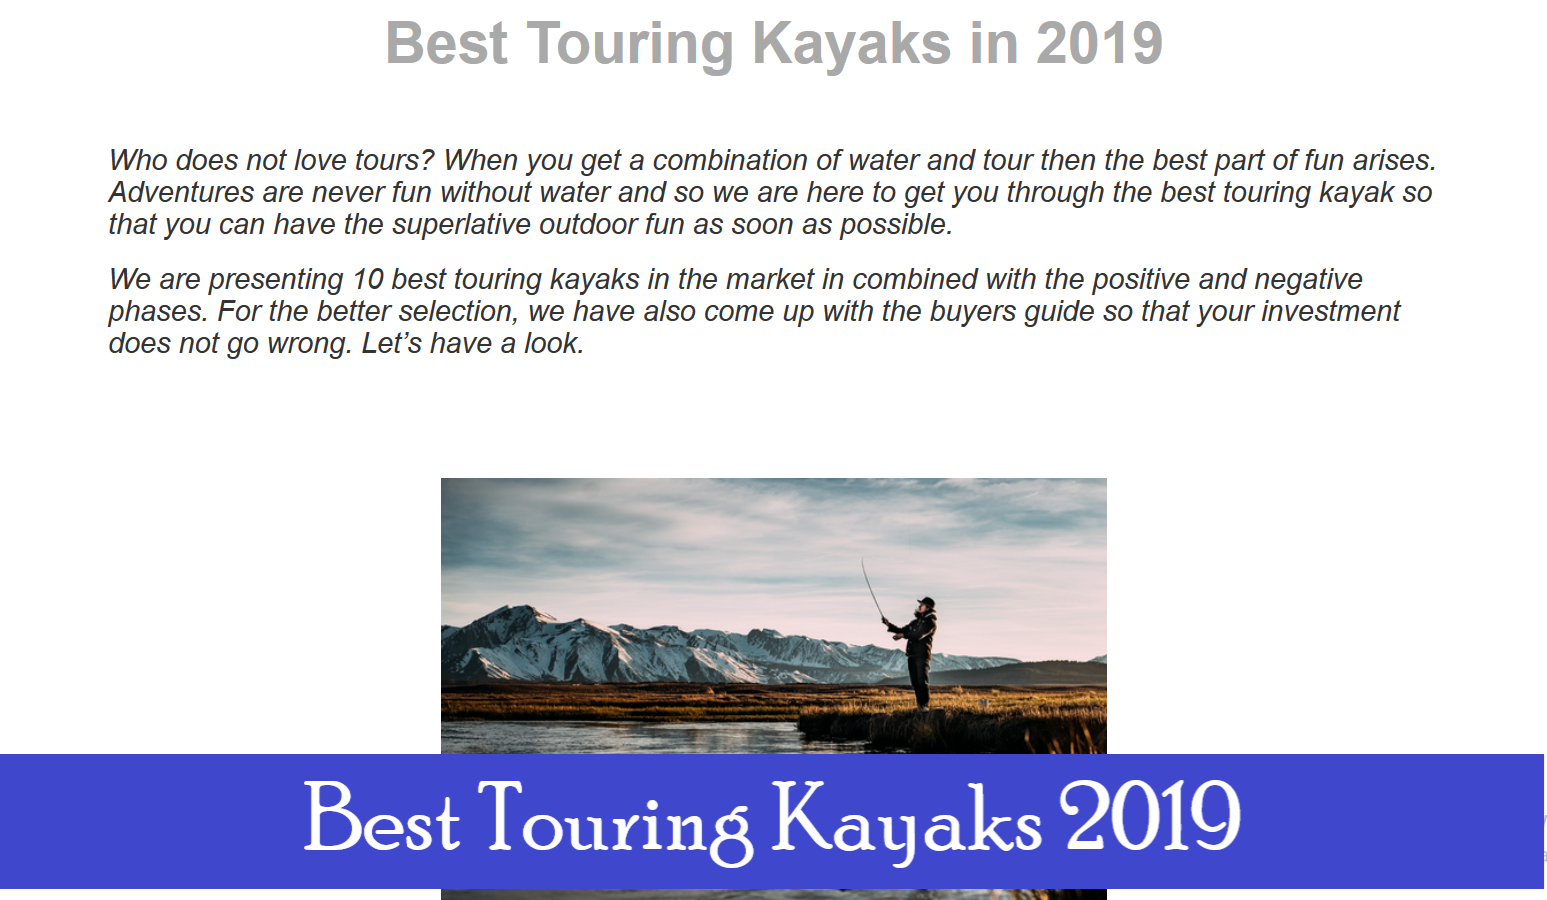 Best Touring Kayaks in 2019
Who does not love tours? When you get a combination of water and tour then the best part of fun arises.
Adventures are never fun without water and so we are here to get you through the best touring kayak so
that you can have the superlative outdoor fun as soon as possible.
We are presenting 10 best touring kayaks in the market in combined with the positive and negative
phases. For the better selection, we have also come up with the buyers guide so that your investment
does not go wrong. Let’s have a look.
Best Touring Kayaks 2019